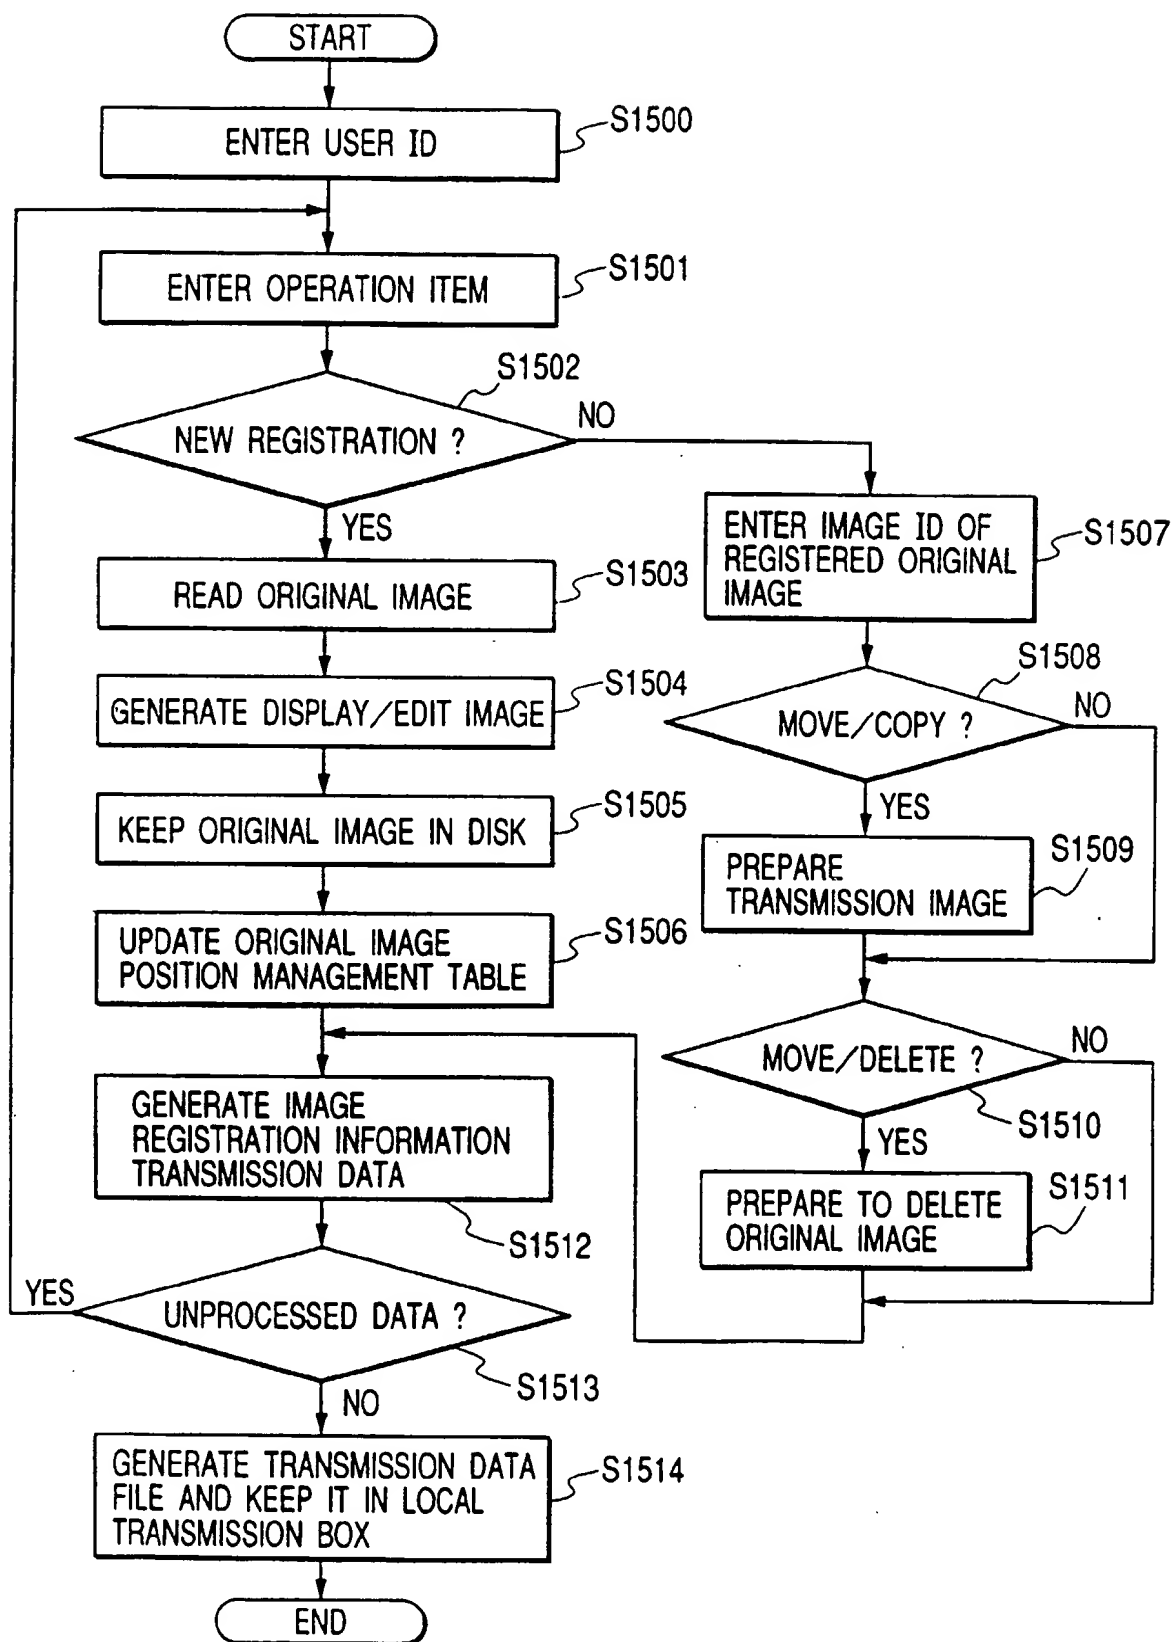 START
ENTER USER ID
S1500
ENTER OPERATION ITEM
S1501
S1502
NEW REGISTRATION ?
NO
YES
READ ORIGINAL IMAGE
S1503
GENERATE DISPLAY/EDIT IMAGE
S1504
KEEP ORIGINAL IMAGE IN DISK
S1505
UPDATE ORIGINAL IMAGE
POSITION MANAGEMENT TABLE
S1506
ENTER IMAGE ID OF
REGISTERED ORIGINAL
IMAGE
S1507
S1508
MOVE/COPY ?
NO
YES
PREPARE
TRANSMISSION IMAGE
S1509
MOVE/DELETE ?
NO
S1510
YES
PREPARE TO DELETE
ORIGINAL IMAGE
S1511
GENERATE IMAGE
REGISTRATION INFORMATION
TRANSMISSION DATA
S1512
YES
UNPROCESSED DATA ?
S1513
NO
GENERATE TRANSMISSION DATA
FILE AND KEEP IT IN LOCAL
TRANSMISSION BOX
S1514
END